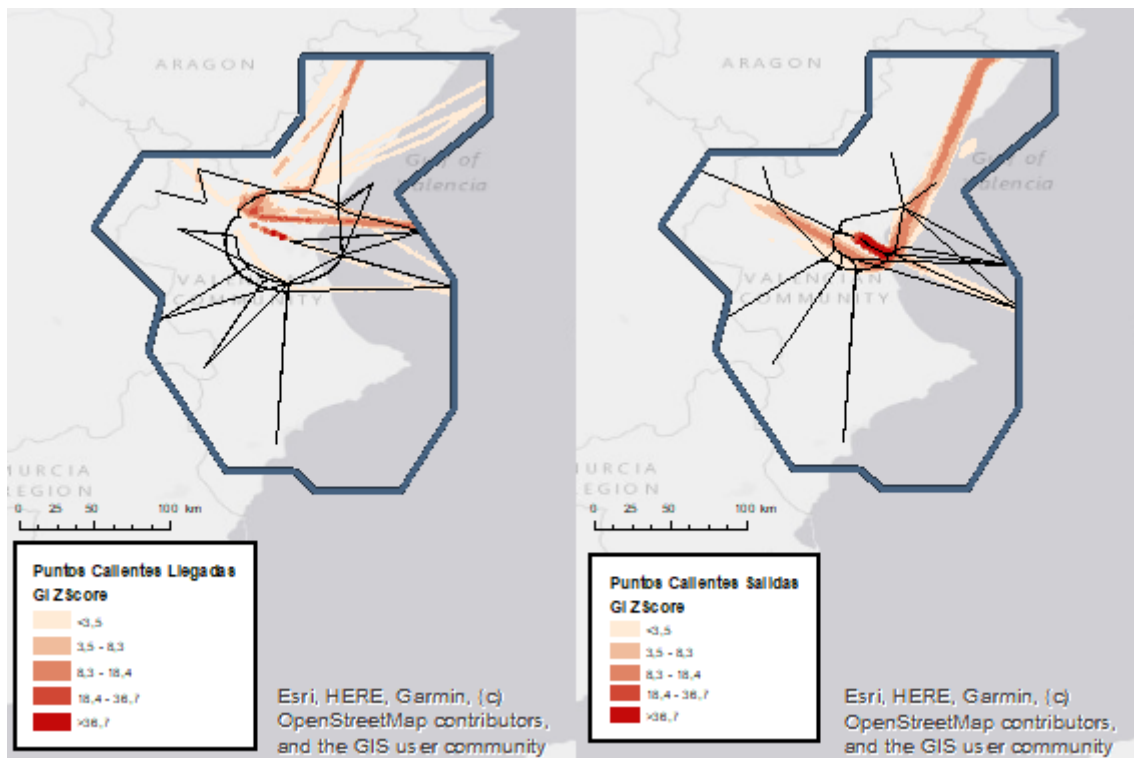 ARAGON
Gulf of
Valencia
VALENCIAN
COMMUNITY
MURCIA
REGION
0 25 50 100 km
Puntos Calientes Llegadas
GI ZScore
<3,5
3,5 - 8,3
8,3 - 18,4
18,4 - 36,7
>36,7
Esri, HERE, Garmin, (c)
OpenStreetMap contributors,
and the GIS user community
ARAGON
Gulf of
Valencia
VALENCIAN
COMMUNITY
URCIA
REGION
0 25 50 100 km
Puntos Calientes Salidas
GI ZScore
<3,5
3,5 - 8,3
8,3 - 18,4
18,4 - 36,7
>36,7
Esri, HERE, Garmin, (c)
OpenStreetMap contributors,
and the GIS user community